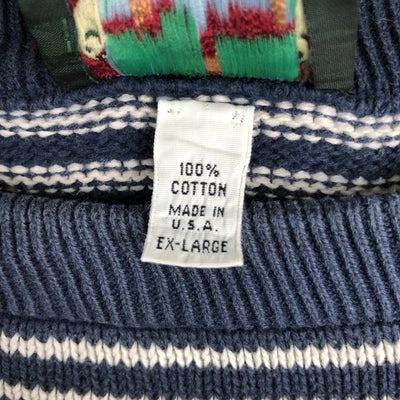 100%
COTTON
MADE IN
U.S.A.
EX-LARGE